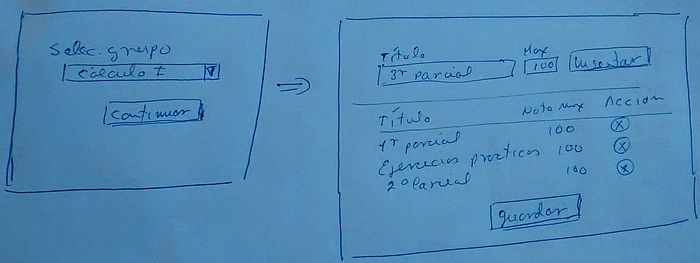 Selec. grupo
Cálculo I
Continuar
Título
Max
3r parcial
100
Insertar
Título
Nota max
Acción
1r parcial
100
Ejercicios practicos
100
2º Parcial
100
guardar